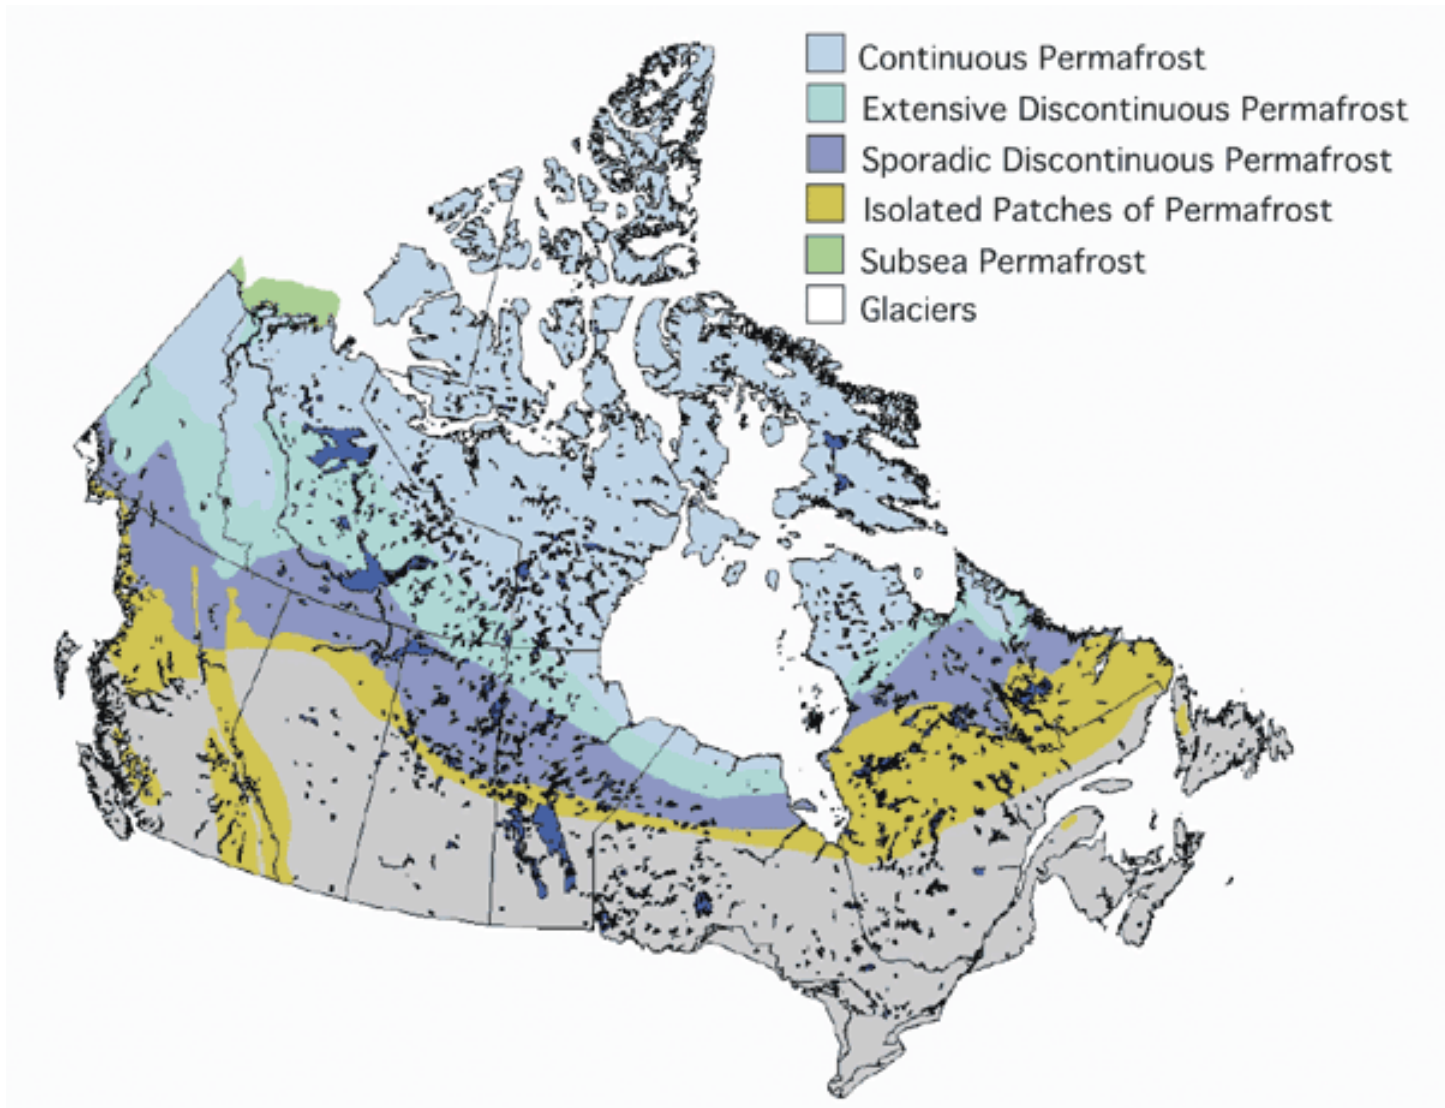 Continuous Permafrost
Extensive Discontinuous Permafrost
Sporadic Discontinuous Permafrost
Isolated Patches of Permafrost
Subsea Permafrost
Glaciers